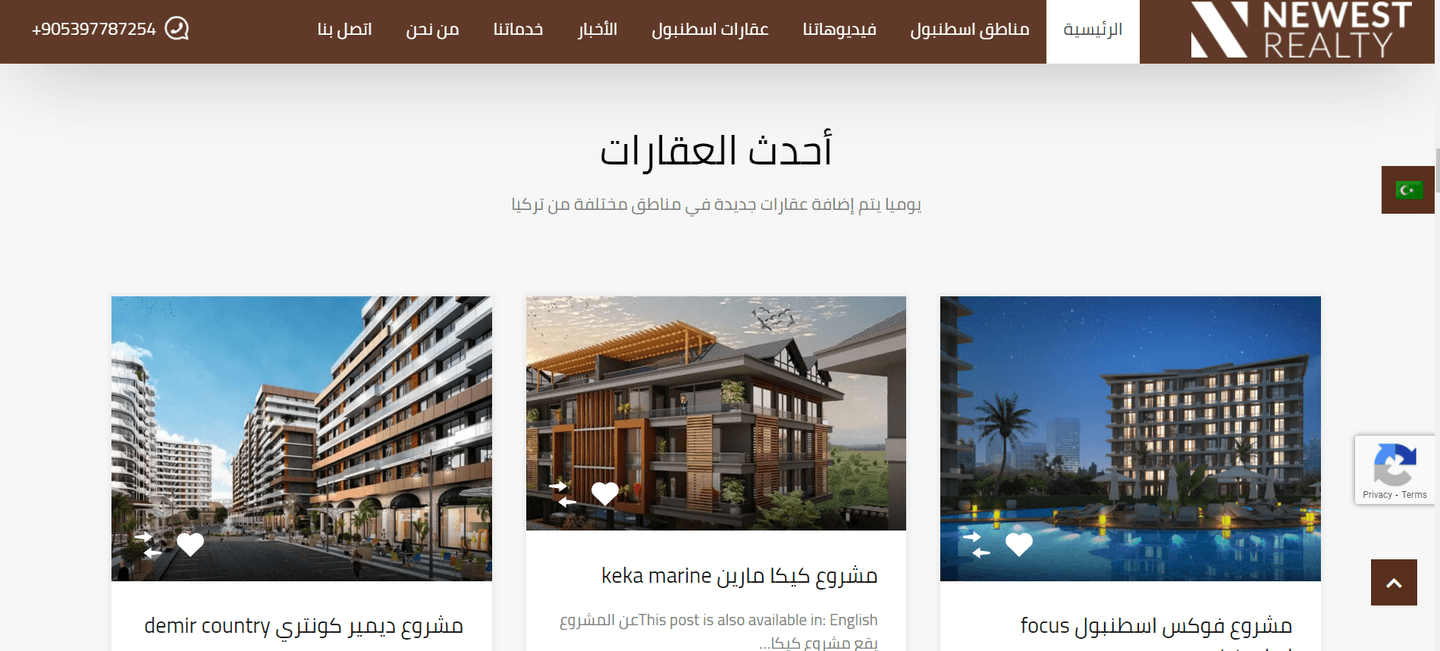 NEWEST
REALTY
الرئيسية
مناطق اسطنبول
فيديوهاتنا
عقارات اسطنبول
الأخبار
خدماتنا
من نحن
اتصل بنا
+905397787254
أحدث العقارات
يوميا يتم إضافة عقارات جديدة في مناطق مختلفة من تركيا
مشروع فوكس اسطنبول focus
مشروع كيكا مارين keka marine
This post is also available in: Englishعن المشروع
يقع مشروع كيكا...
مشروع ديمير كونتري demir country
Privacy - Terms